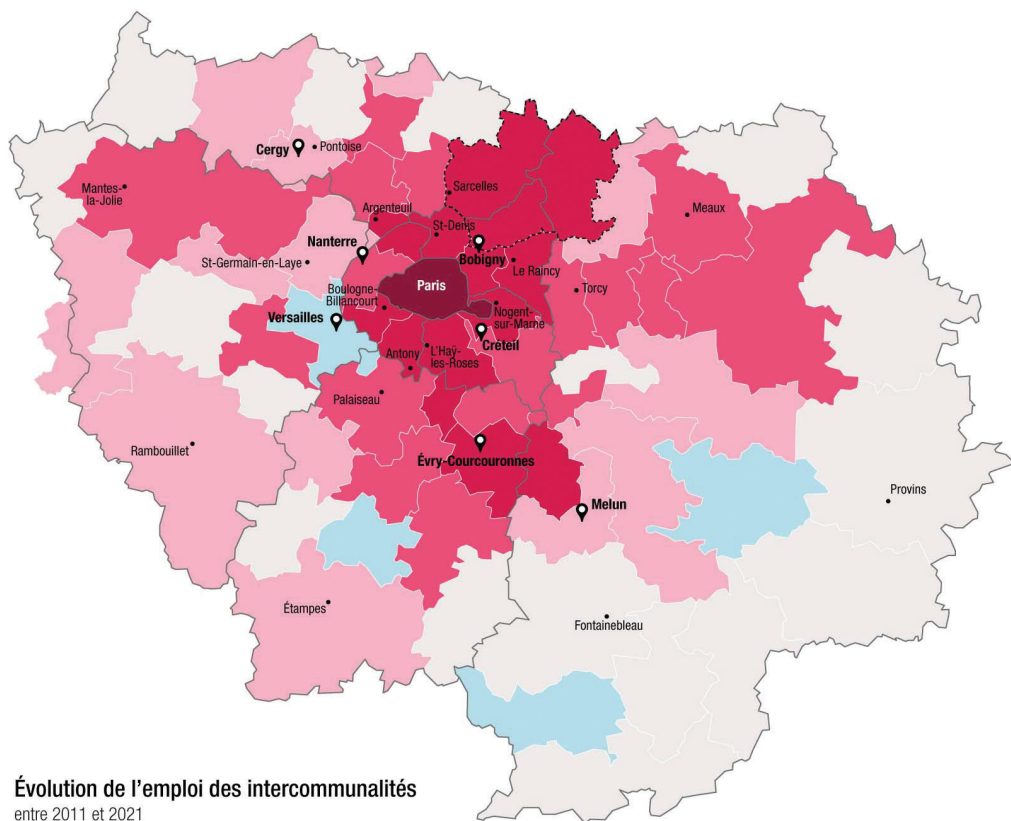 Cergy
Pontoise
Mantes-
la-Jolie
Sarcelles
Meaux
Argenteuil
St-Denis
Nanterre
Bobigny
St-Germain-en-Laye
Le Raincy
Boulogne-
Billancourt
Paris
Torcy
Versailles
Nogent-
sur-Marne
Créteil
Antony
L'Haÿ-
les-Roses
Palaiseau
Rambouillet
Évry-Courcouronnes
Provins
Melun
Étampes
Fontainebleau
Évolution de l'emploi des intercommunalités
entre 2011 et 2021